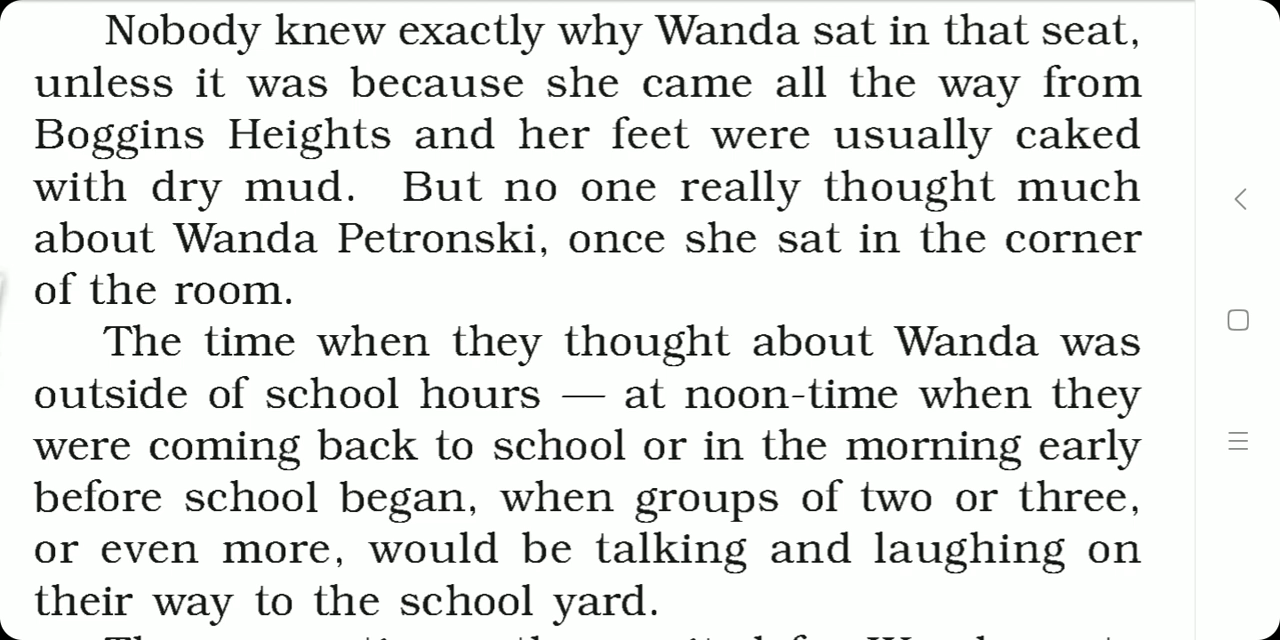 Nobody knew exactly why Wanda sat in that seat,
unless it was because she came all the way from
Boggins Heights and her feet were usually caked
with dry mud. But no one really thought much
about Wanda Petronski, once she sat in the corner
of the room.
The time when they thought about Wanda was
outside of school hours — at noon-time when they
were coming back to school or in the morning early
before school began, when groups of two or three,
or even more, would be talking and laughing on
their way to the school yard.